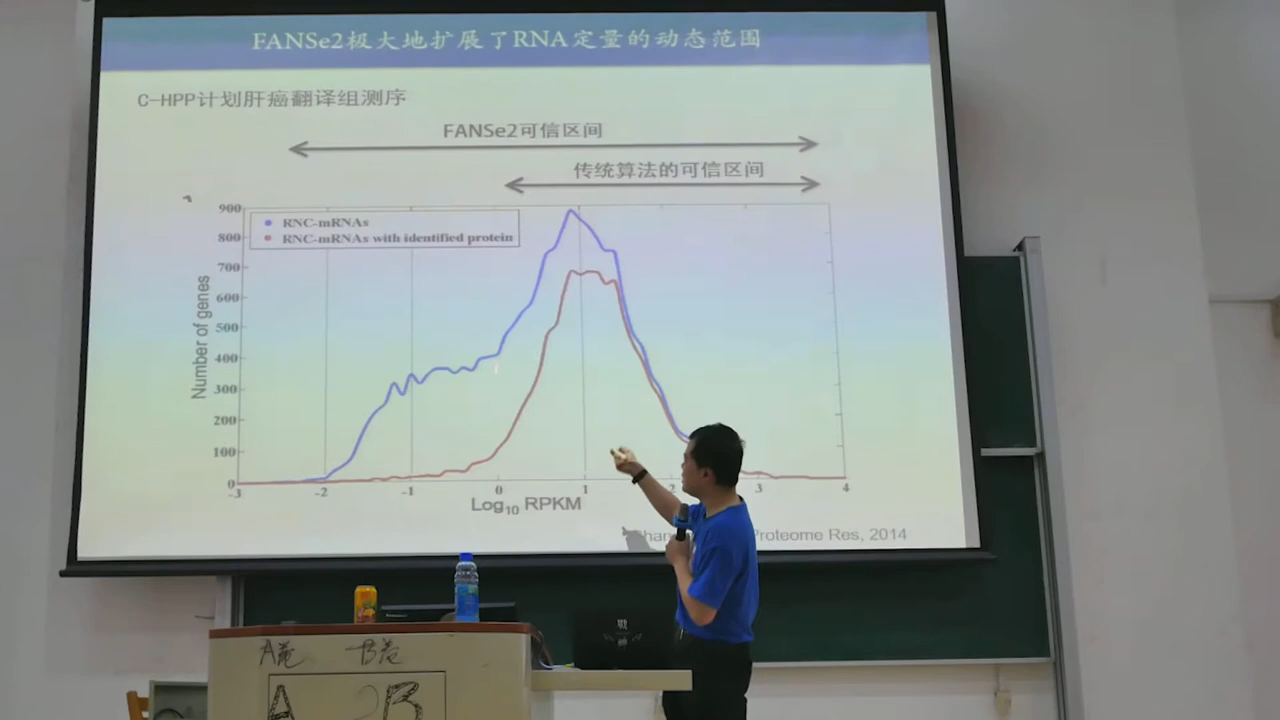 FANSe2极大地扩展了RNA定量的动态范围
C-HPP计划肝癌翻译组测序
FANSe2可信区间
传统算法的可信区间
RNC-mRNAs
RNC-mRNAs with identified protein
900
800
700
600
500
400
300
200
100
0
Number of genes
-3 -2 -1 0 1 2 3 4
Log10 RPKM
Proteome Res, 2014
A苑 B苑
A B